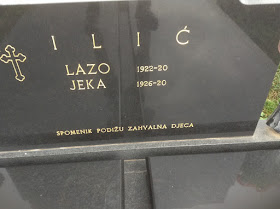 ILIĆ
LAZO 1922-20
JEKA 1926-20
SPOMENIK PODIŽU ZAHVALNA DJECA